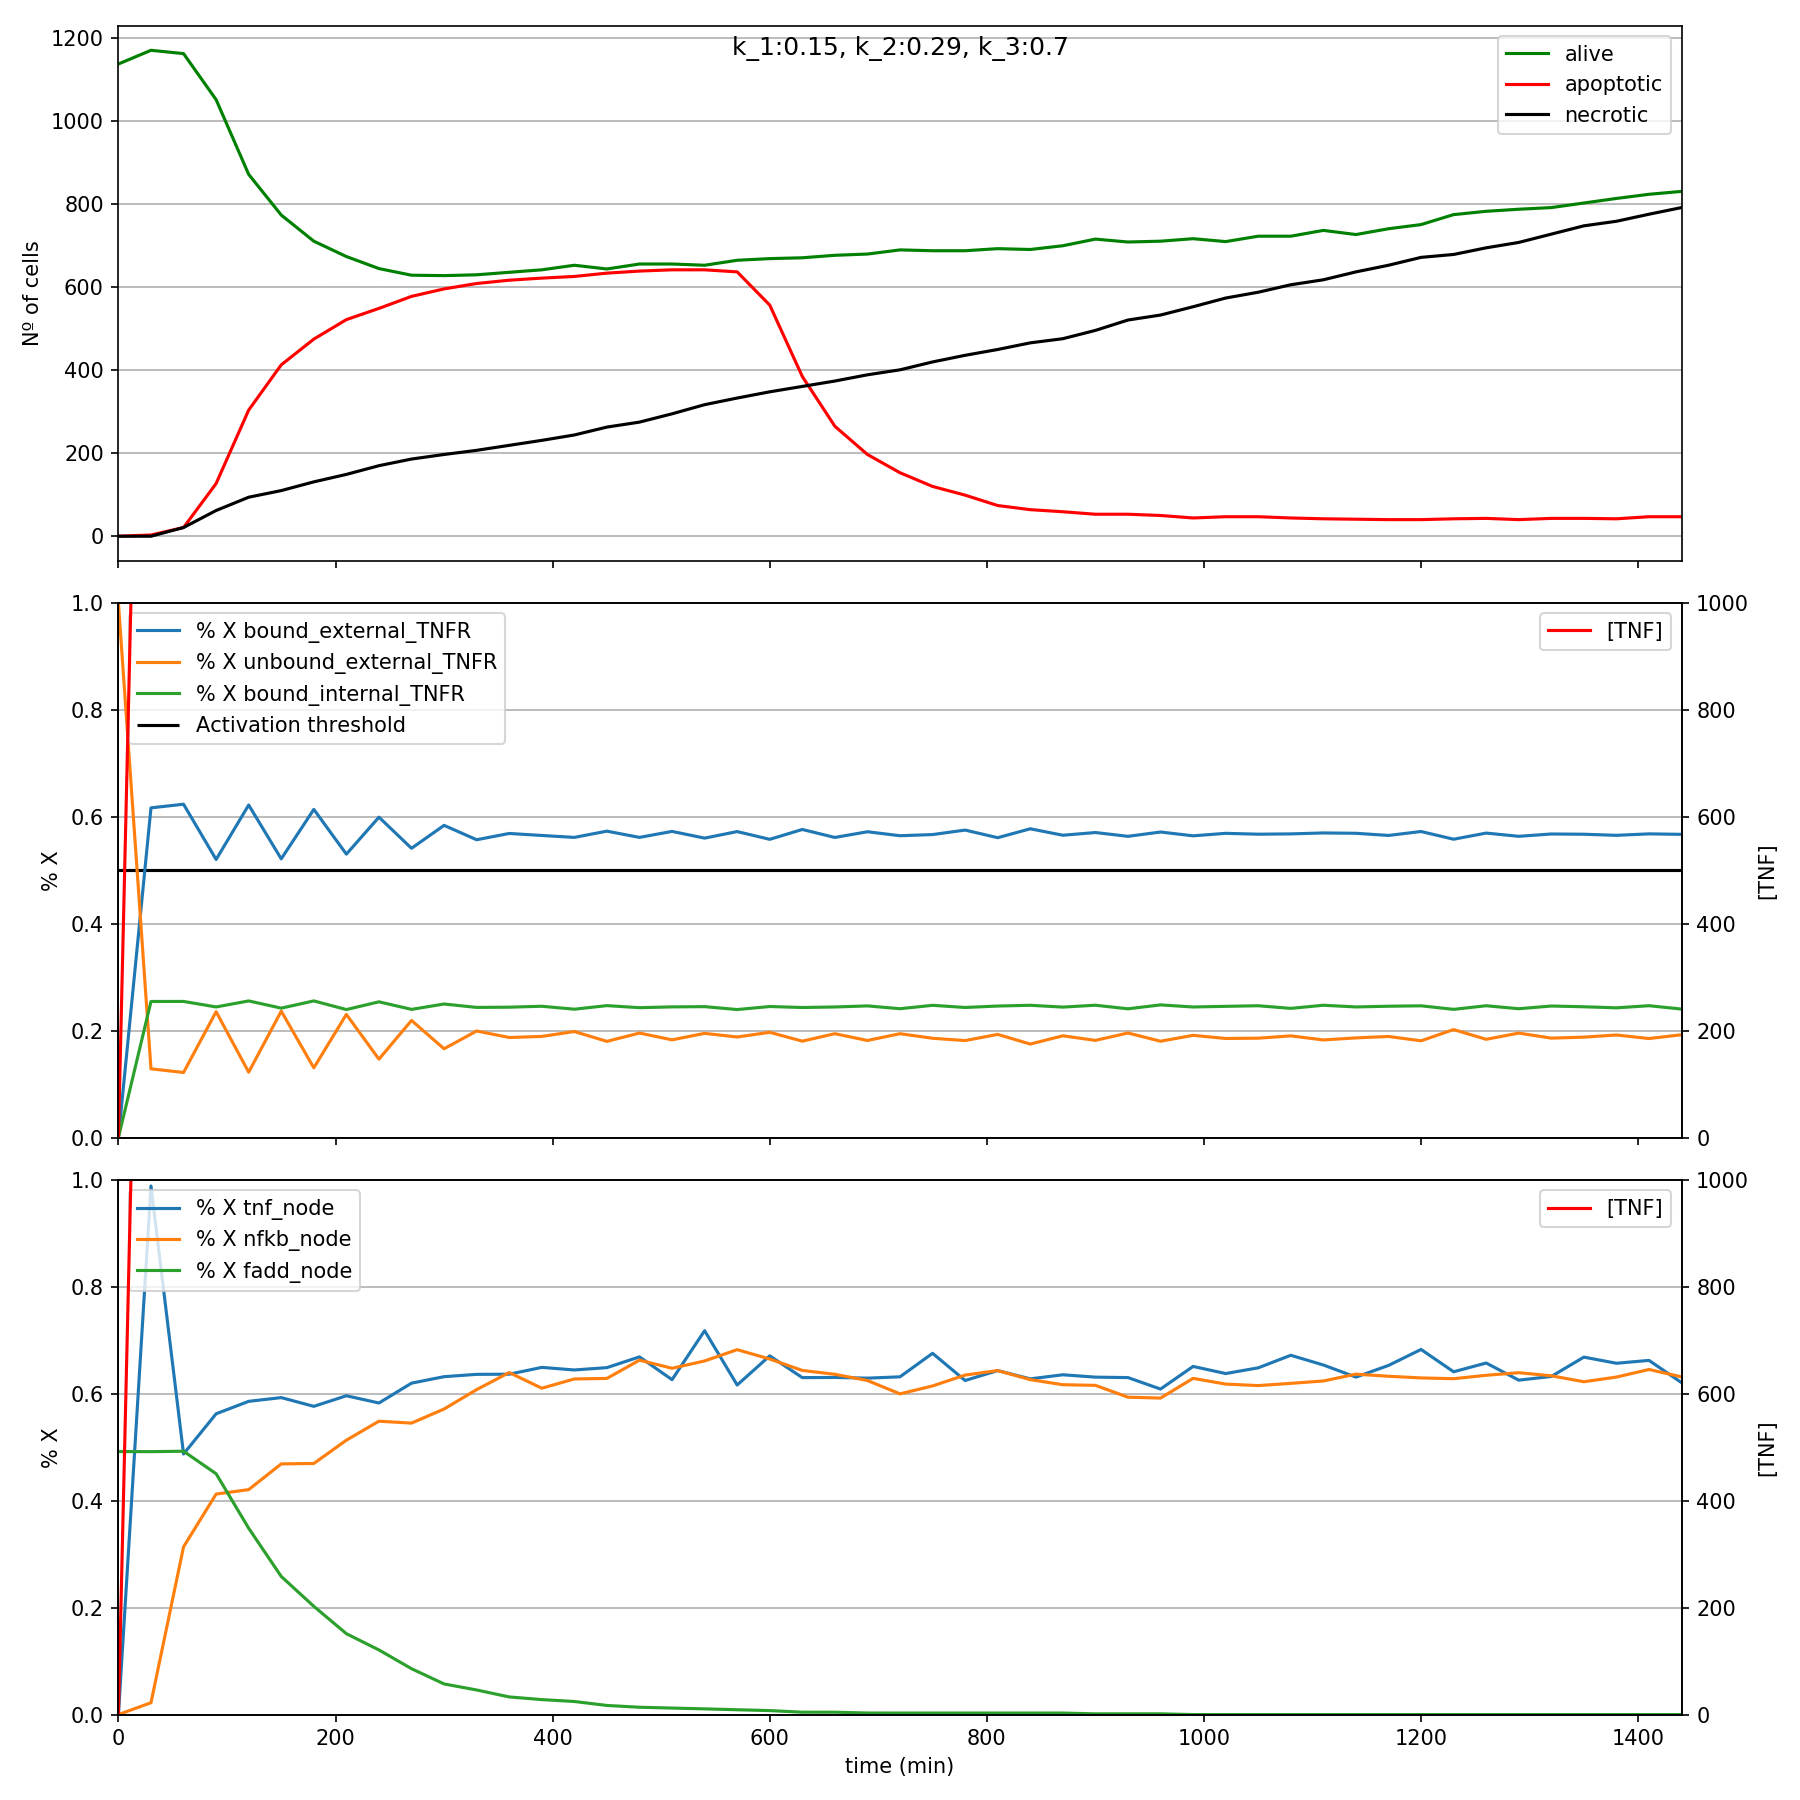 k_1:0.15, k_2:0.29, k_3:0.7
1200
1000
800
600
400
200
0
Nº of cells
alive
apoptotic
necrotic
1.0
0.8
0.6
0.4
0.2
0.0
% X
% X bound_external_TNFR
% X unbound_external_TNFR
% X bound_internal_TNFR
Activation threshold
[TNF]
1000
800
600
400
200
0
[TNF]
1.0
0.8
0.6
0.4
0.2
0.0
% X
% X tnf_node
% X nfkb_node
% X fadd_node
[TNF]
1000
800
600
400
200
0
[TNF]
0 200 400 600 800 1000 1200 1400
time (min)